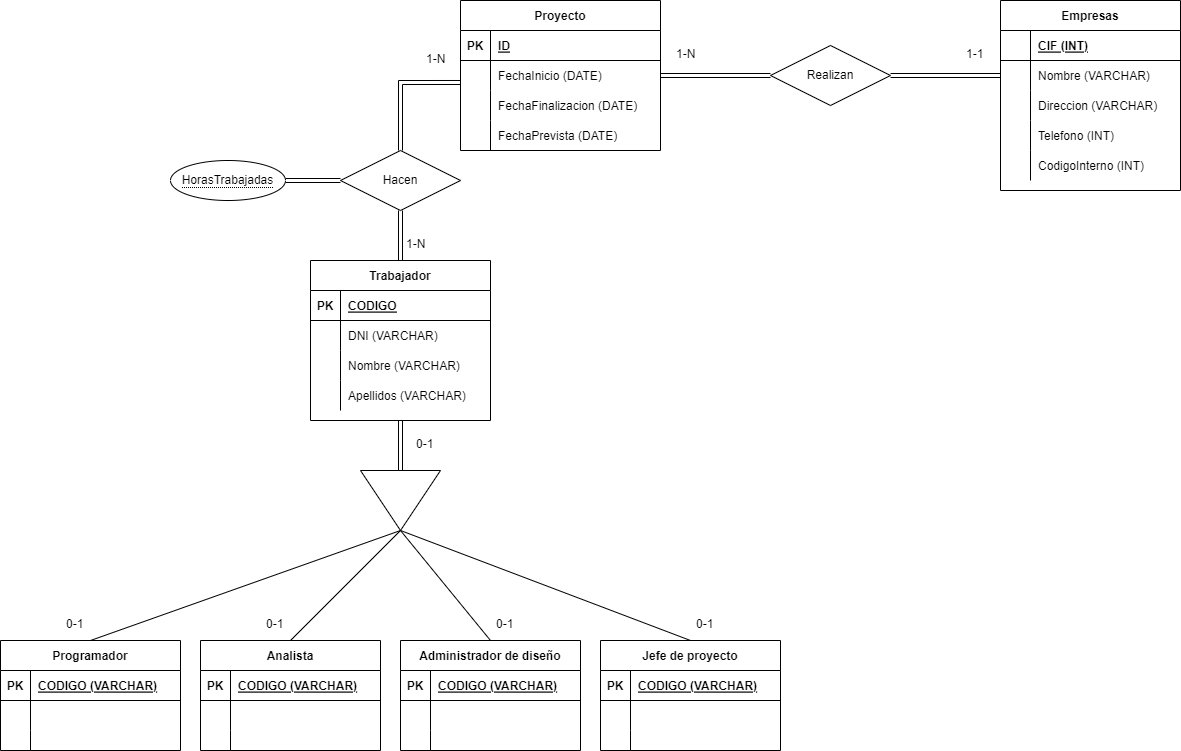 Proyecto
PK ID
FechaInicio (DATE)
FechaFinalizacion (DATE)
FechaPrevista (DATE)
1-N
1-N
Realizan
1-1
Empresas
CIF (INT)
Nombre (VARCHAR)
Direccion (VARCHAR)
Telefono (INT)
CodigoInterno (INT)
HorasTrabajadas
Hacen
1-N
Trabajador
PK CODIGO
DNI (VARCHAR)
Nombre (VARCHAR)
Apellidos (VARCHAR)
0-1
0-1
0-1
0-1
0-1
Programador
PK CODIGO (VARCHAR)
Analista
PK CODIGO (VARCHAR)
Administrador de diseño
PK CODIGO (VARCHAR)
Jefe de proyecto
PK CODIGO (VARCHAR)